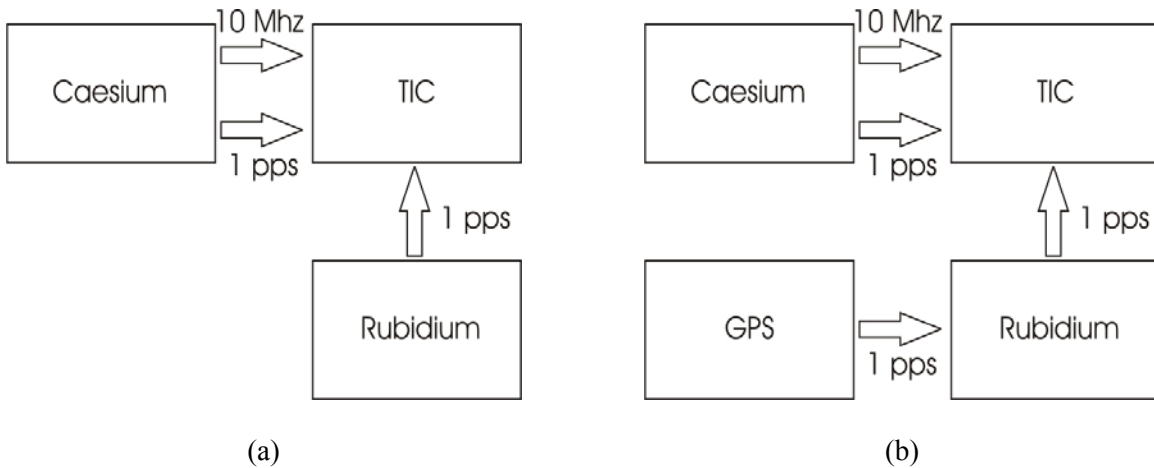 10 Mhz
Caesium
TIC
1 pps
1 pps
Rubidium
(a)
10 Mhz
Caesium
TIC
1 pps
1 pps
GPS
Rubidium
1 pps
(b)